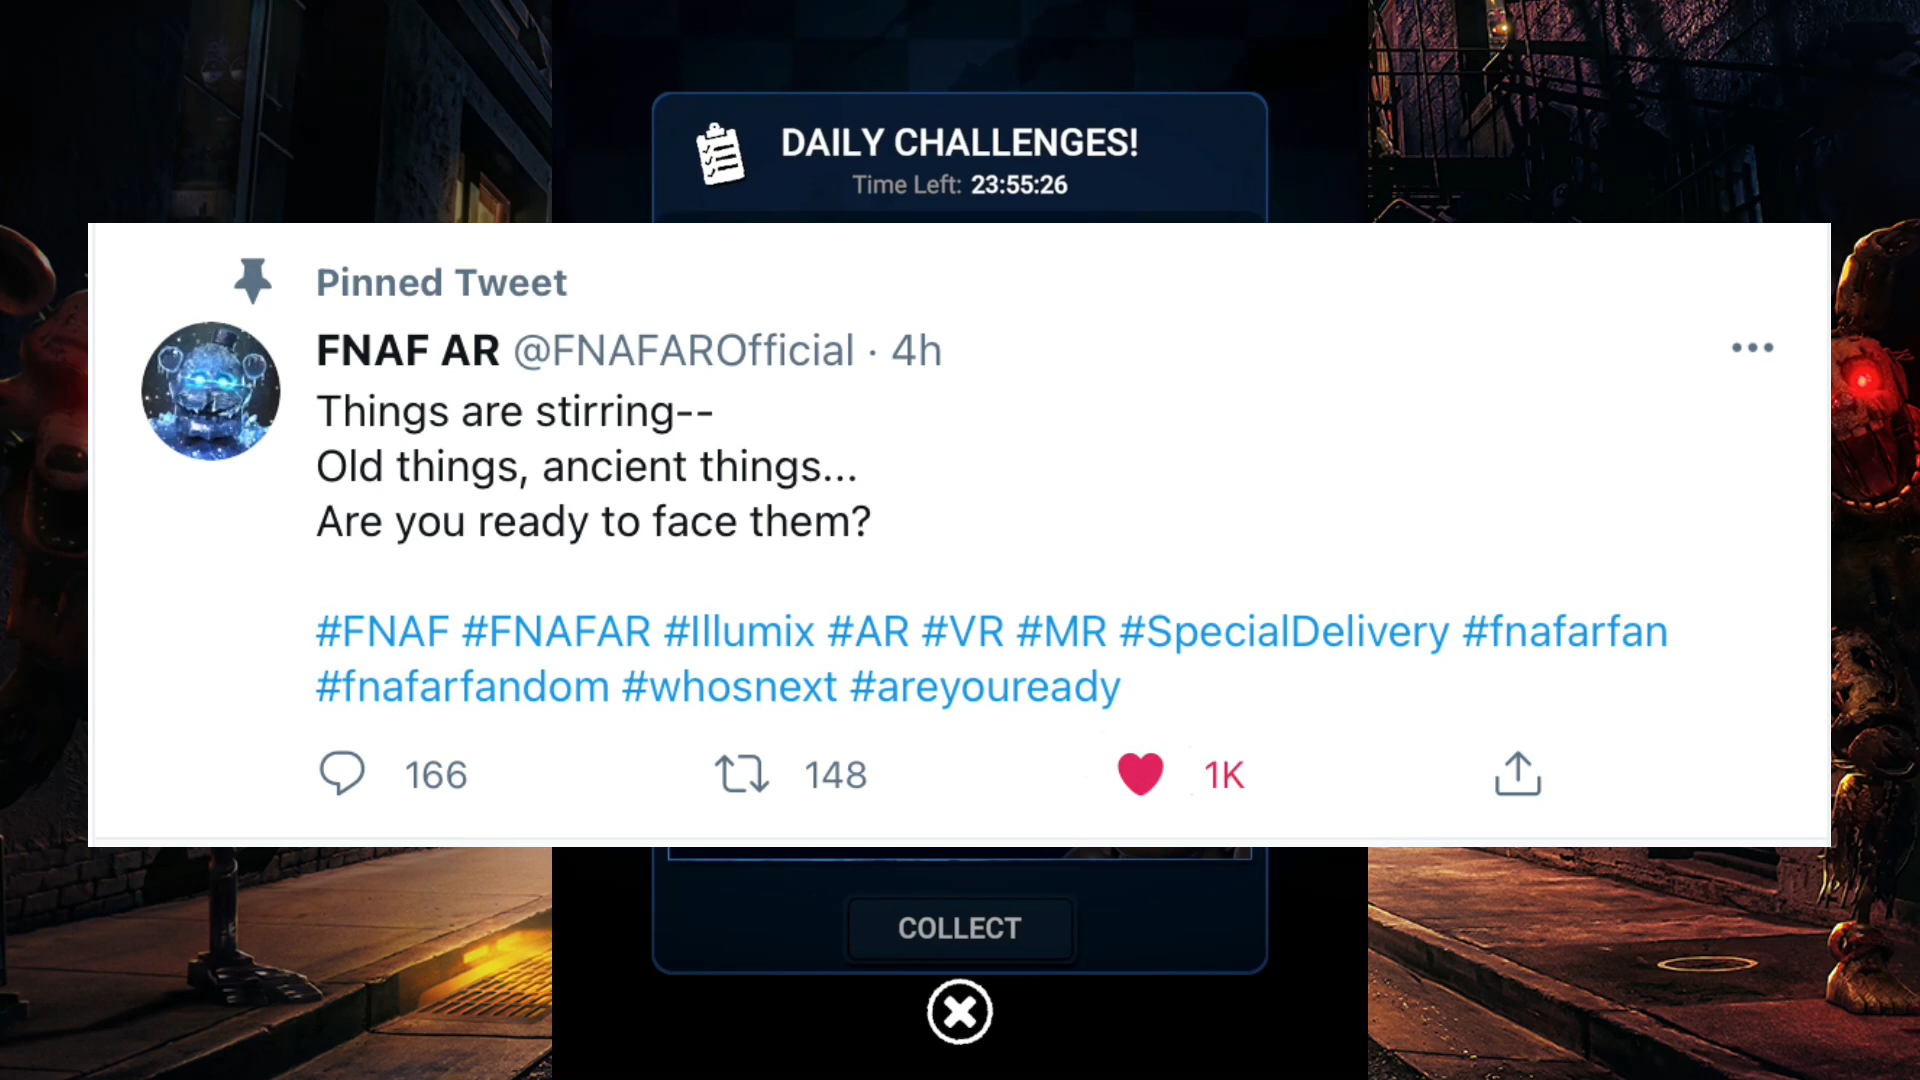 DAILY CHALLENGES!
Time Left: 23:55:26
Pinned Tweet
FNAF AR @FNAFAROfficial · 4h
Things are stirring--
Old things, ancient things...
Are you ready to face them?
#FNAF #FNAFAR #Illumix #AR #VR #MR #SpecialDelivery #fnafarfan
#fnafarfandom #whosnext #areyouready
166 148 1K
COLLECT